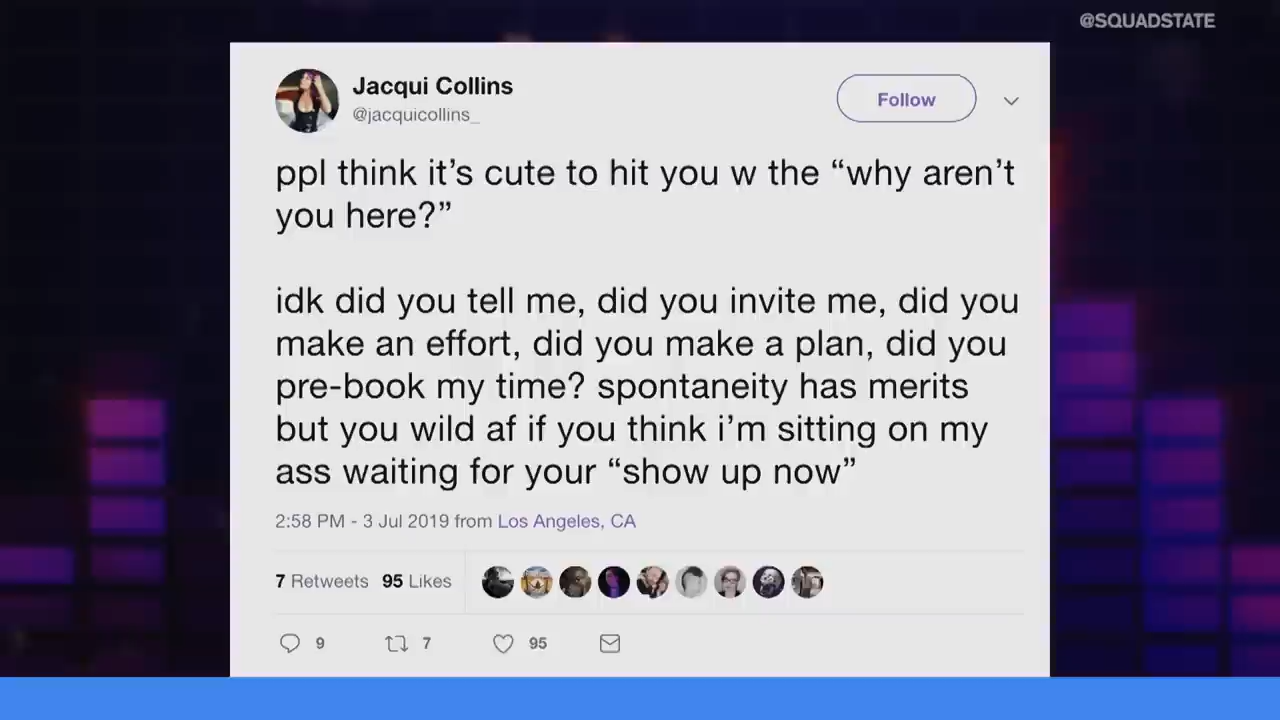 @SQUADSTATE
Jacqui Collins
@jacquicollins_
Follow
ppl think it’s cute to hit you w the “why aren’t
you here?”
idk did you tell me, did you invite me, did you
make an effort, did you make a plan, did you
pre-book my time? spontaneity has merits
but you wild af if you think i’m sitting on my
ass waiting for your “show up now”
2:58 PM - 3 Jul 2019 from Los Angeles, CA
7 Retweets 95 Likes
9 7 95